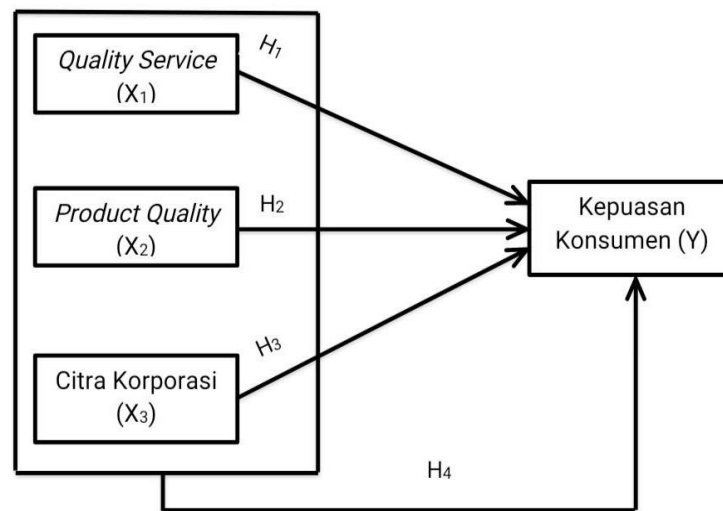 Quality Service
(X₁)
H₁
Product Quality
(X₂)
H₂
Citra Korporasi
(X₃)
H₃
Kepuasan
Konsumen (Y)
H₄